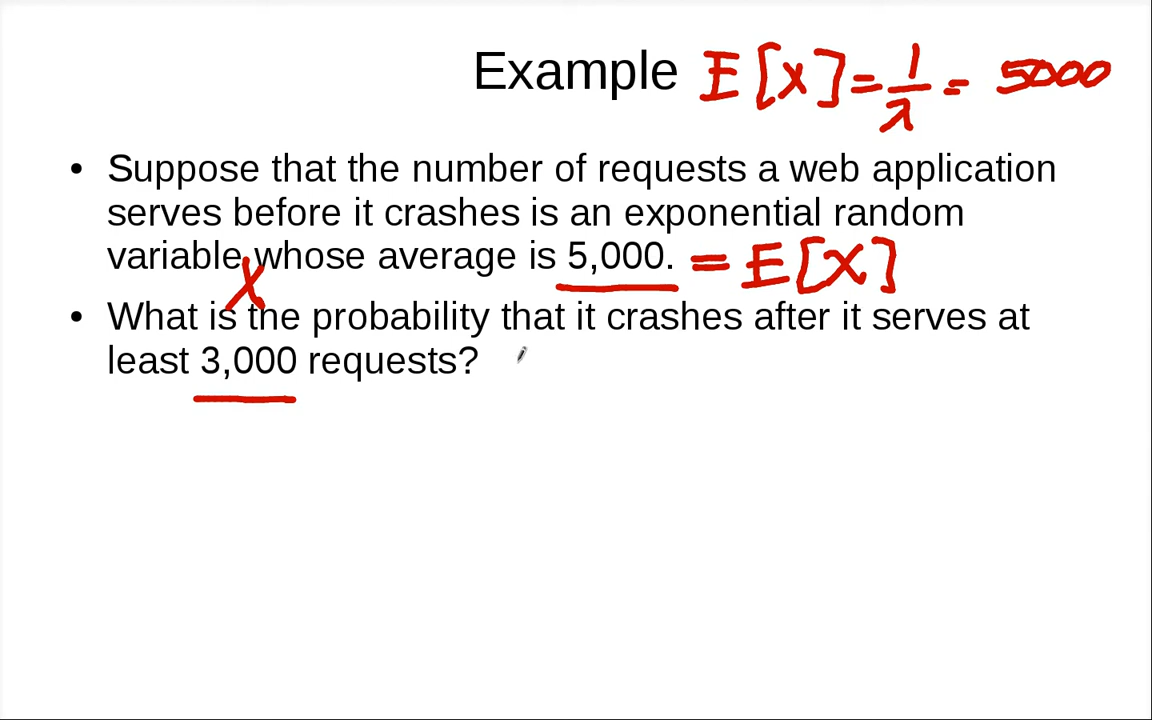 Example E[X] = 1/λ = 5000
• Suppose that the number of requests a web application
serves before it crashes is an exponential random
variable whose average is 5,000. = E[X]
X
• What is the probability that it crashes after it serves at
least 3,000 requests?